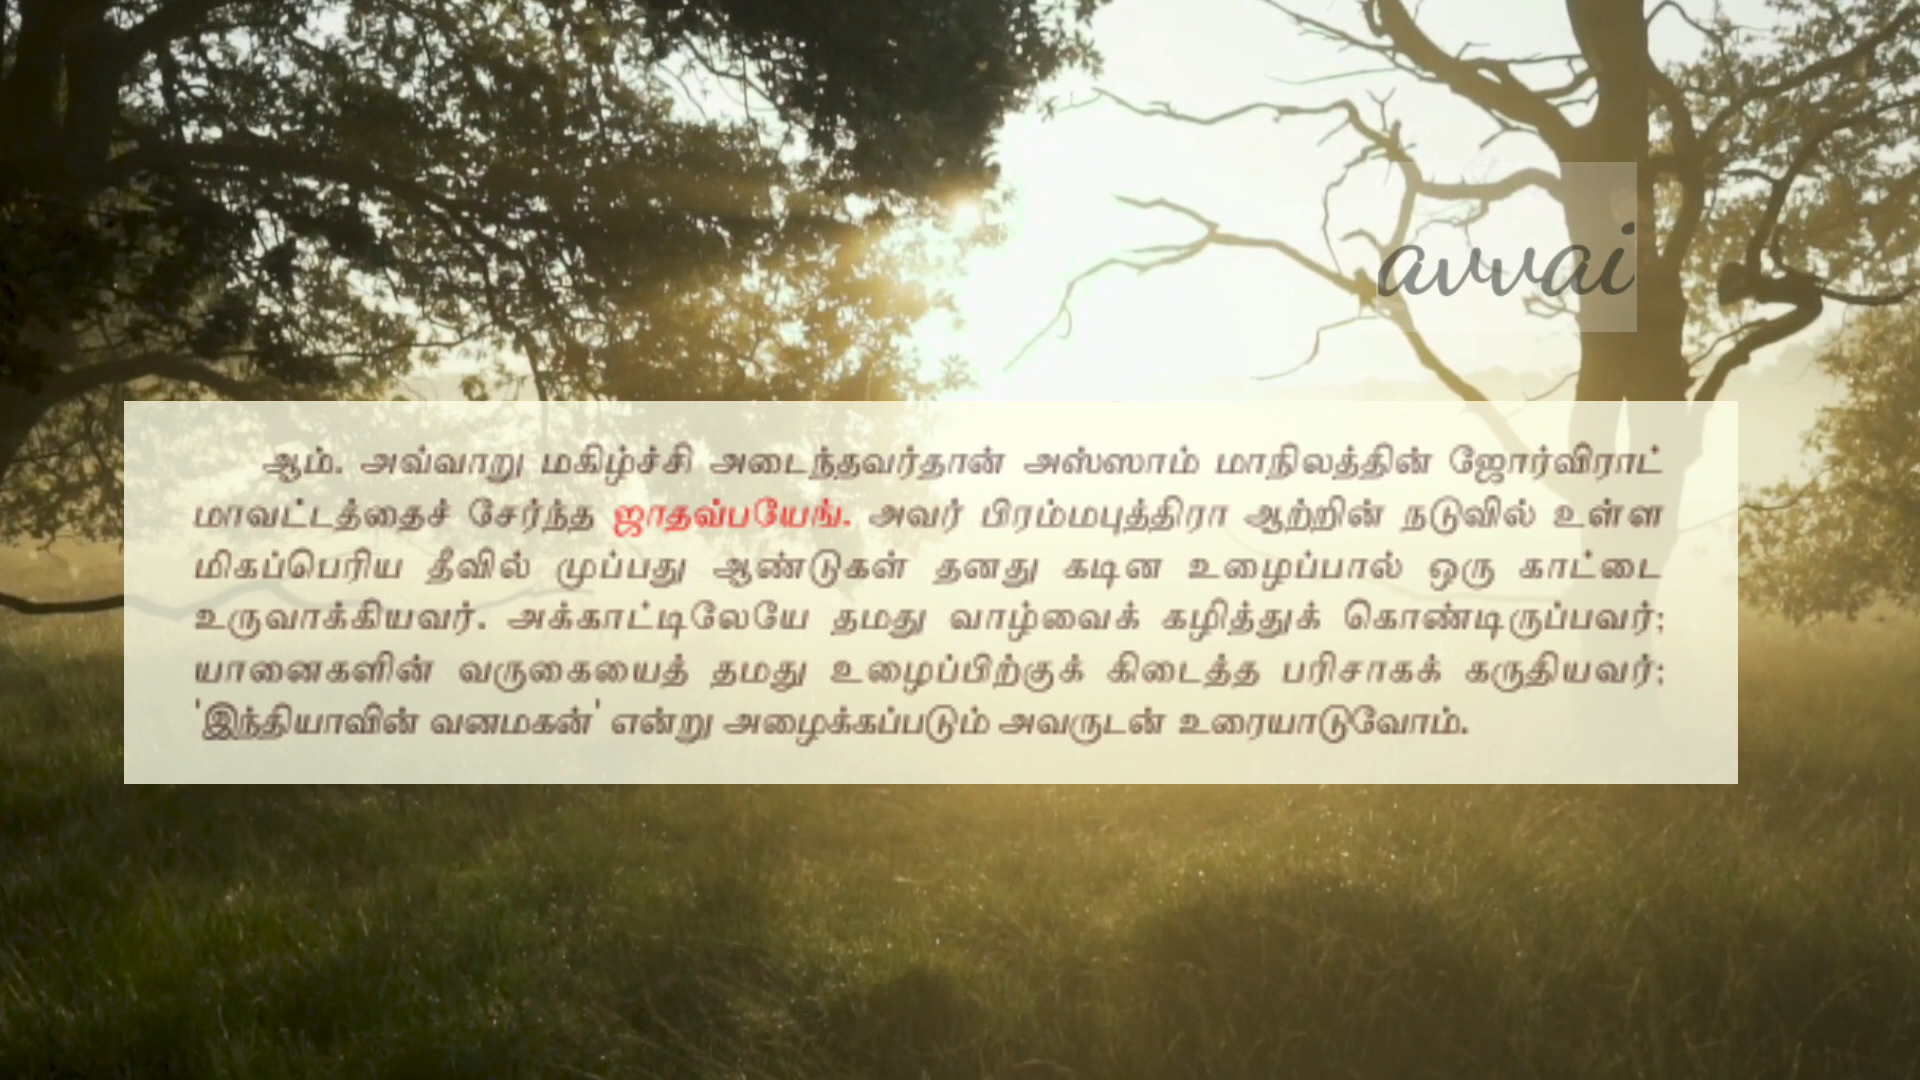 avvai
ஆம். அவ்வாறு மகிழ்ச்சி அடைந்தவர்தான் அஸ்ஸாம் மாநிலத்தின் ஜோர்விராட்
மாவட்டத்தைச் சேர்ந்த ஜாதவ்பயேங். அவர் பிரம்மபுத்திரா ஆற்றின் நடுவில் உள்ள
மிகப்பெரிய தீவில் முப்பது ஆண்டுகள் தனது கடின உழைப்பால் ஒரு காட்டை
உருவாக்கியவர். அக்காட்டிலேயே தமது வாழ்வைக் கழித்துக் கொண்டிருப்பவர்;
யானைகளின் வருகையைத் தமது உழைப்பிற்குக் கிடைத்த பரிசாகக் கருதியவர்;
'இந்தியாவின் வனமகன்' என்று அழைக்கப்படும் அவருடன் உரையாடுவோம்.